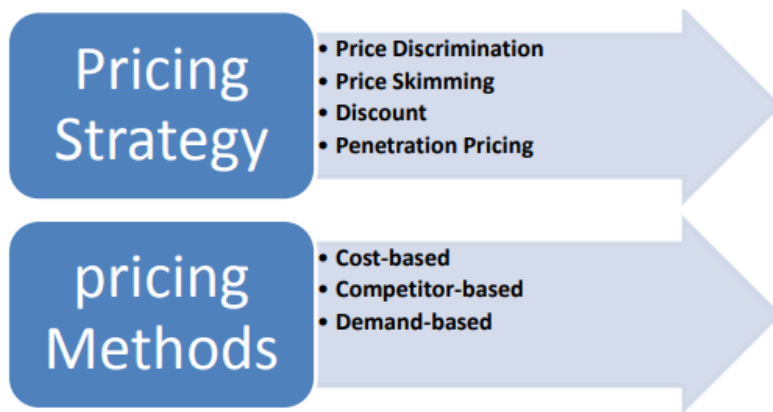 Pricing
Strategy
• Price Discrimination
• Price Skimming
• Discount
• Penetration Pricing
pricing
Methods
• Cost-based
• Competitor-based
• Demand-based